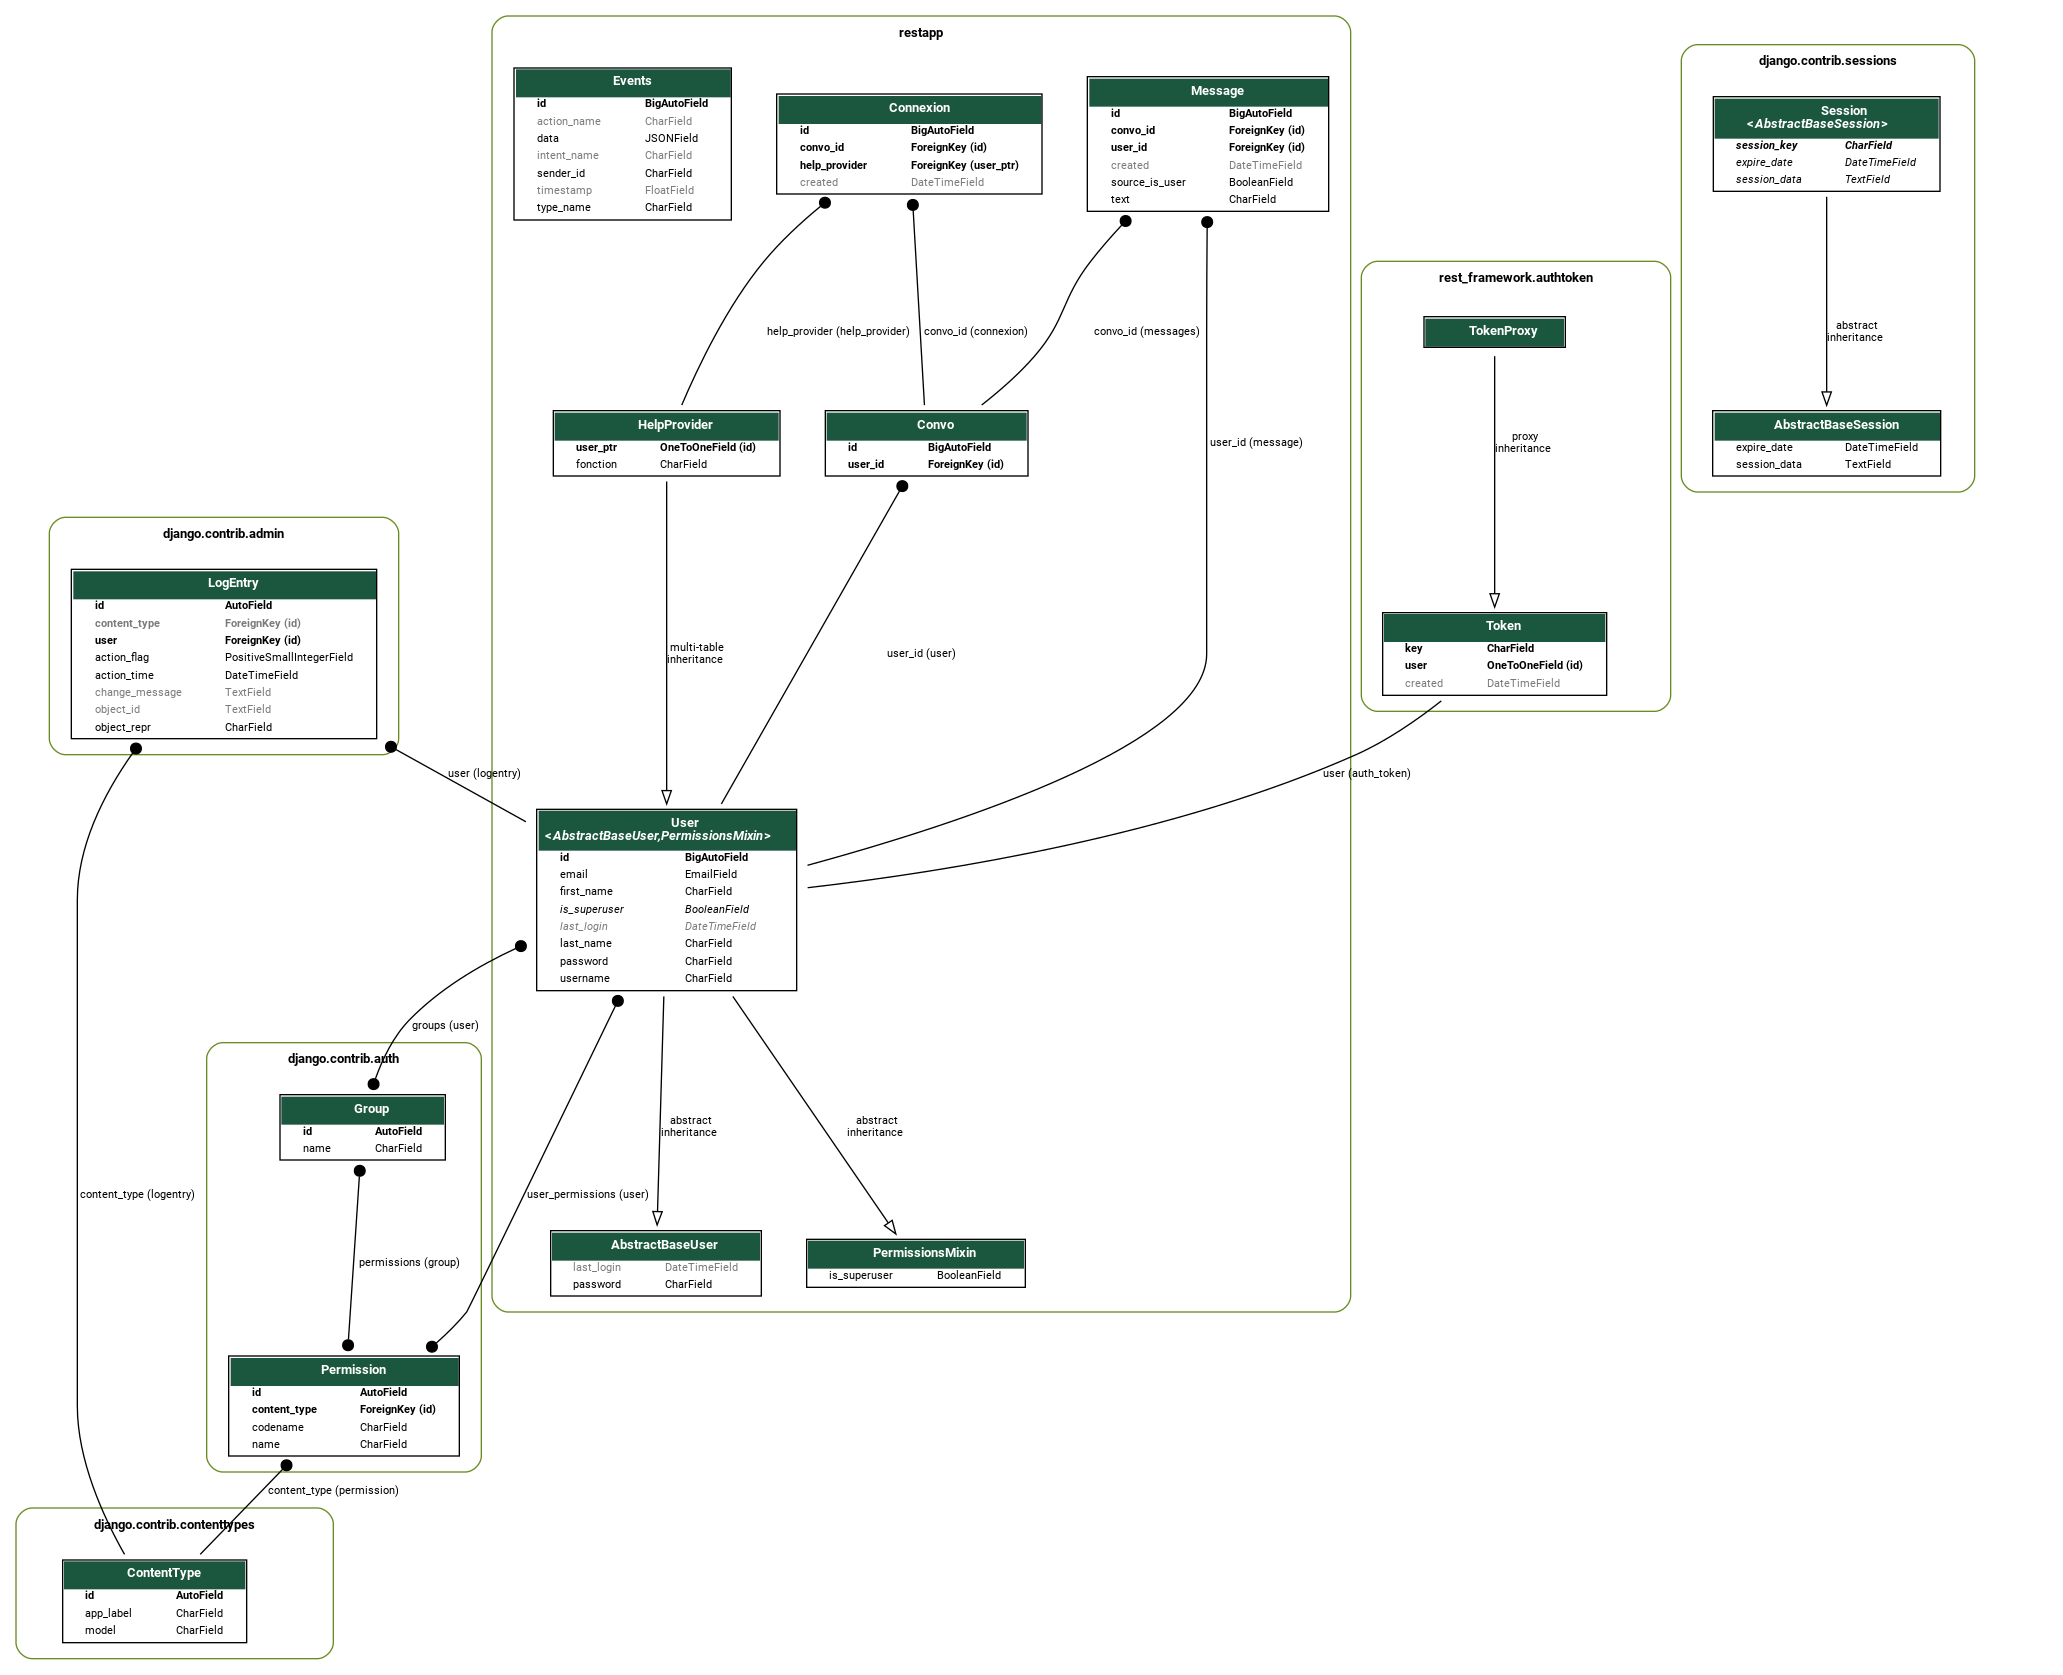 restapp
Events
id BigAutoField
action_name CharField
data JSONField
intent_name CharField
sender_id CharField
timestamp FloatField
type_name CharField
Connexion
id BigAutoField
convo_id ForeignKey (id)
help_provider ForeignKey (user_ptr)
created DateTimeField
Message
id BigAutoField
convo_id ForeignKey (id)
user_id ForeignKey (id)
created DateTimeField
source_is_user BooleanField
text CharField
help_provider (help_provider)
convo_id (connexion)
convo_id (messages)
user_id (message)
HelpProvider
user_ptr OneToOneField (id)
fonction CharField
Convo
id BigAutoField
user_id ForeignKey (id)
multi-table
inheritance
user_id (user)
django.contrib.sessions
Session
<AbstractBaseSession>
session_key CharField
expire_date DateTimeField
session_data TextField
abstract
inheritance
AbstractBaseSession
expire_date DateTimeField
session_data TextField
rest_framework.authtoken
TokenProxy
proxy
inheritance
Token
key CharField
user OneToOneField (id)
created DateTimeField
user (auth_token)
django.contrib.admin
LogEntry
id AutoField
content_type ForeignKey (id)
user ForeignKey (id)
action_flag PositiveSmallIntegerField
action_time DateTimeField
change_message TextField
object_id TextField
object_repr CharField
user (logentry)
User
<AbstractBaseUser,PermissionsMixin>
id BigAutoField
email EmailField
first_name CharField
is_superuser BooleanField
last_login DateTimeField
last_name CharField
password CharField
username CharField
groups (user)
abstract
inheritance
abstract
inheritance
user_permissions (user)
AbstractBaseUser
last_login DateTimeField
password CharField
PermissionsMixin
is_superuser BooleanField
django.contrib.auth
Group
id AutoField
name CharField
content_type (logentry)
permissions (group)
Permission
id AutoField
content_type ForeignKey (id)
codename CharField
name CharField
content_type (permission)
django.contrib.contenttypes
ContentType
id AutoField
app_label CharField
model CharField